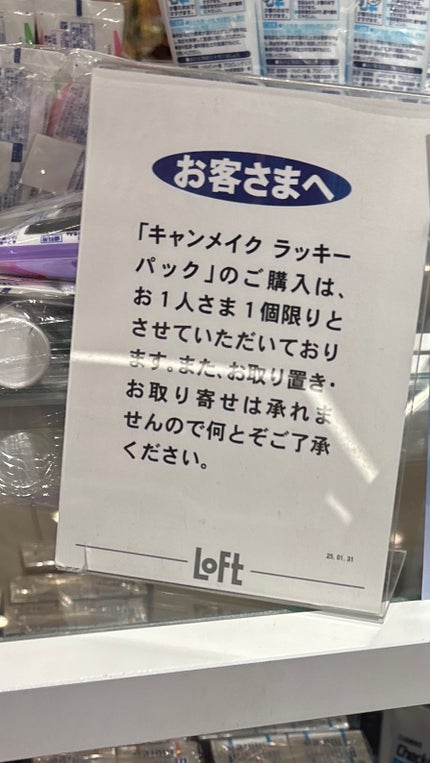 お客さまへ
「キャンメイク ラッキー
パック」のご購入は、
お1人さま1個限りと
させていただいており
ます。また、お取り置き・
お取り寄せは承れま
せんので何とぞご了承
ください。
LoFt
25.01.31
Check